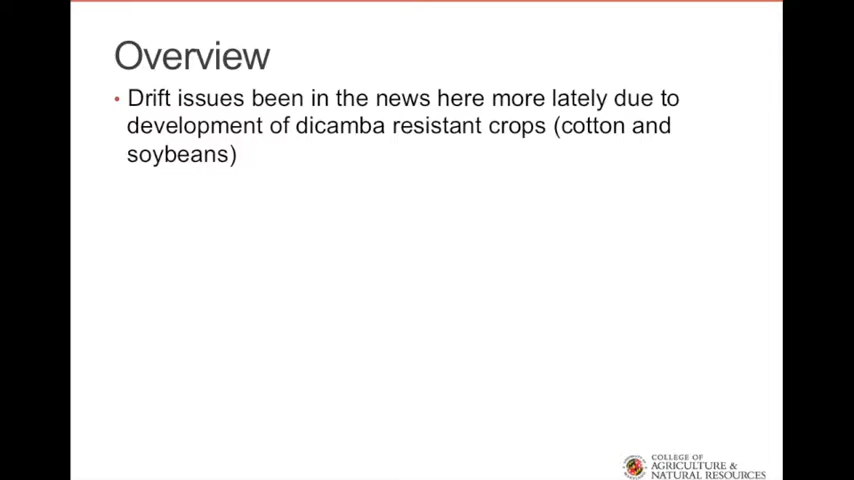 Overview
• Drift issues been in the news here more lately due to
development of dicamba resistant crops (cotton and
soybeans)
COLLEGE OF
AGRICULTURE &
NATURAL RESOURCES